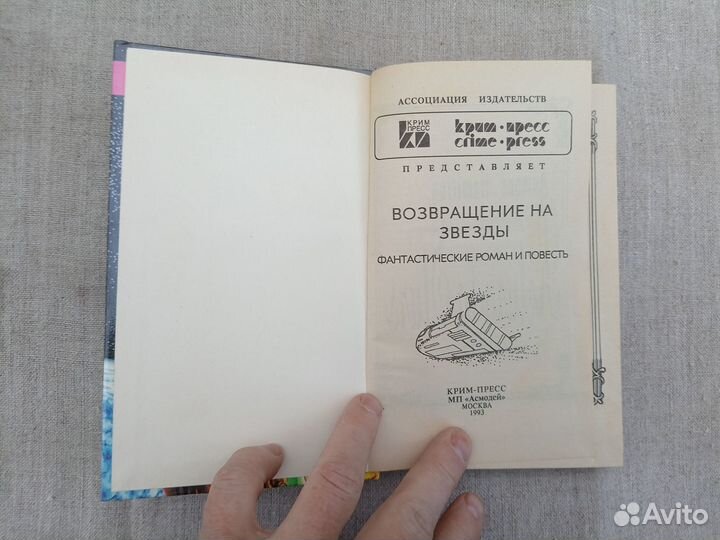 АССОЦИАЦИЯ ИЗДАТЕЛЬСТВ
КРИМ
ПРЕСС
крим·пресс
crime·press
ПРЕДСТАВЛЯЕТ
ВОЗВРАЩЕНИЕ НА
ЗВЕЗДЫ
ФАНТАСТИЧЕСКИЕ РОМАН И ПОВЕСТЬ
КРИМ-ПРЕСС
МП «Асмодей»
МОСКВА
1993
Avito